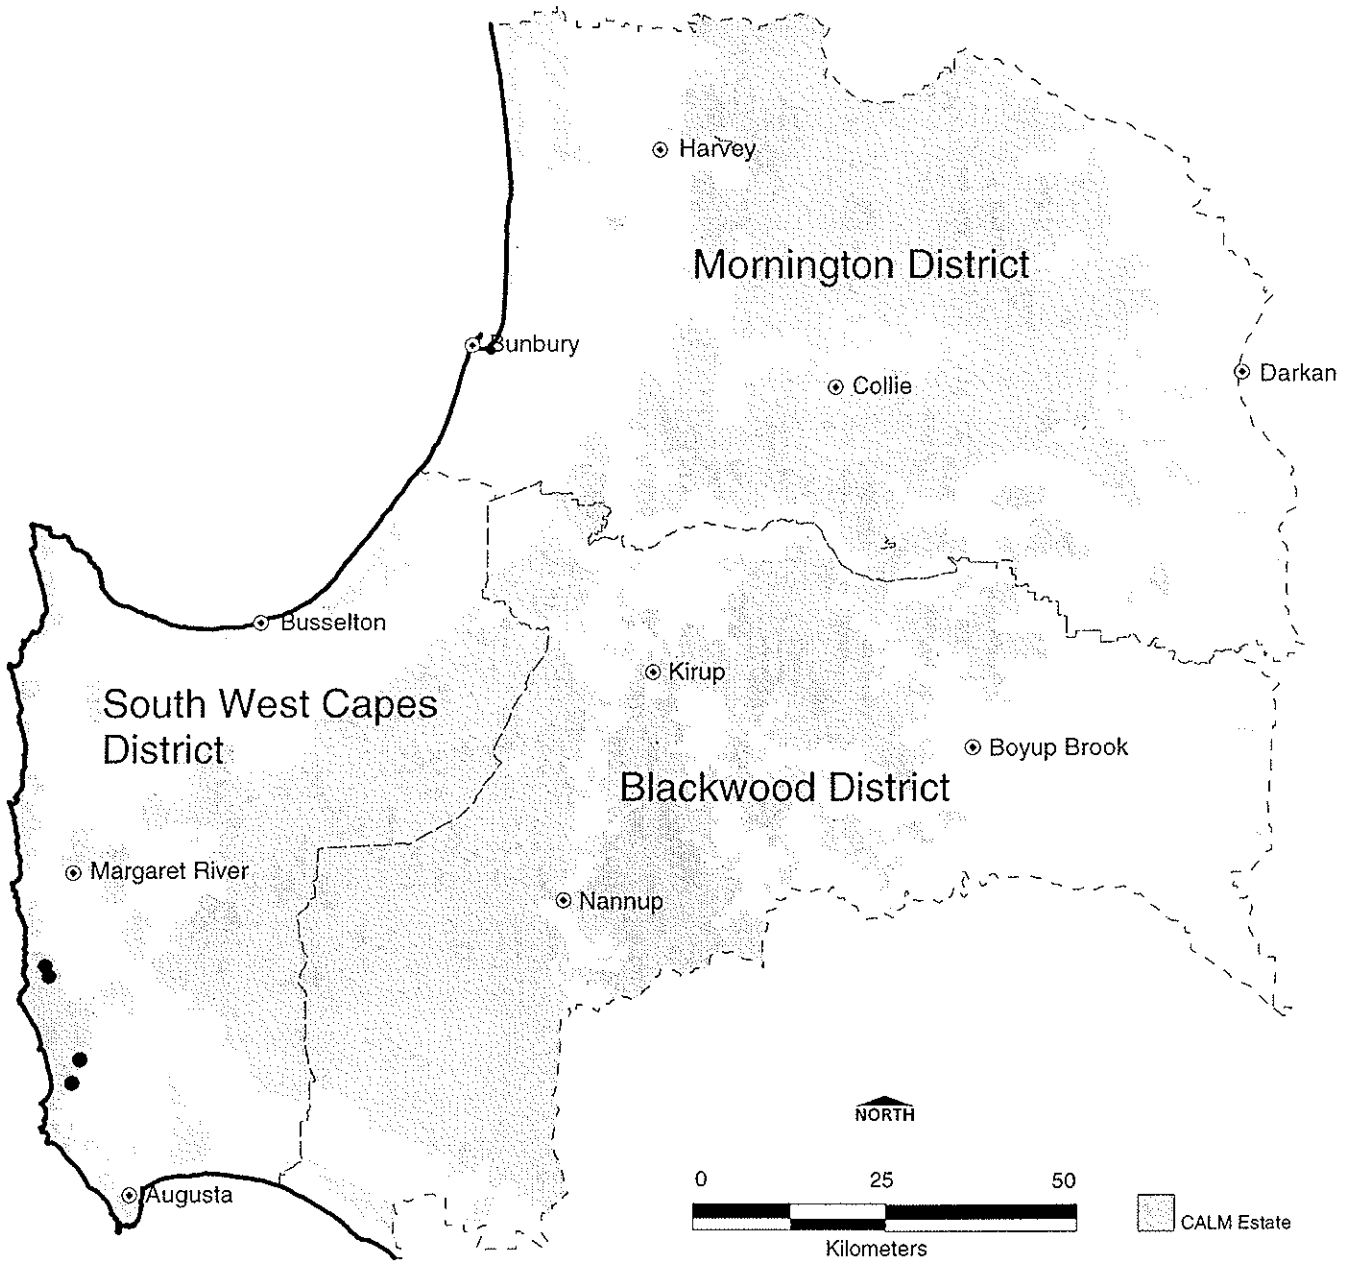 Harvey
Mornington District
Bunbury
Collie
Darkan
Busselton
Kirup
South West Capes
District
Boyup Brook
Blackwood District
Margaret River
Nannup
NORTH
0 25 50
Augusta
CALM Estate
Kilometers